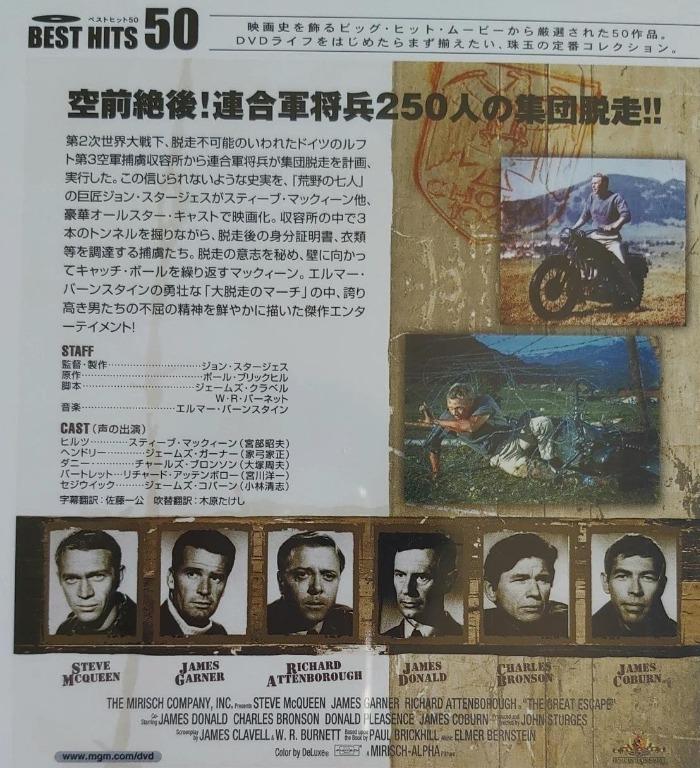 ベストヒット50
BEST HITS 50
映画史を飾るビッグ・ヒット・ムービーから厳選された50作品。
DVDライフをはじめたらまず揃えたい、珠玉の定番コレクション。
空前絶後!連合軍将兵250人の集団脱走!!
第2次世界大戦下、脱走不可能のいわれたドイツのルフ
ト第3空軍捕虜収容所から連合軍将兵が集団脱走を計画、
実行した。この信じられないような史実を、「荒野の七人」
の巨匠ジョン・スタージェスがスティーブ・マックィーン他、
豪華オールスター・キャストで映画化。収容所の中で3
本のトンネルを掘りながら、脱走後の身分証明書、衣類
等を調達する捕虜たち。脱走の意志を秘め、壁に向かっ
てキャッチ・ボールを繰り返すマックィーン。エルマー・
バーンスタインの勇壮な「大脱走のマーチ」の中、誇り
高き男たちの不屈の精神を鮮やかに描いた傑作エンタ
ーテイメント!
STAFF
監督・製作……………ジョン・スタージェス
原作……………ポール・ブリックヒル
脚本……………ジェームズ・クラベル
W・R・バーネット
音楽……………エルマー・バーンスタイン
CAST(声の出演)
ヒルツ………スティーブ・マックィーン(宮部昭夫)
ヘンドリー………ジェームズ・ガーナー(家弓家正)
ダニー………チャールズ・ブロンソン(大塚周夫)
バートレット…リチャード・アッテンボロー(宮川洋一)
セジウィック………ジェームズ・コバーン(小林清志)
字幕翻訳:佐藤一公 吹替翻訳:木原たけし
STEVE MCQUEEN
JAMES GARNER
RICHARD ATTENBOROUGH
JAMES DONALD
CHARLES BRONSON
JAMES COBURN
THE MIRISCH COMPANY, INC. Presents STEVE McQUEEN JAMES GARNER RICHARD ATTENBOROUGH "THE GREAT ESCAPE"
Co-Starring JAMES DONALD CHARLES BRONSON DONALD PLEASENCE JAMES COBURN Produced and Directed by JOHN STURGES
Screenplay by JAMES CLAVELL & W. R. BURNETT Based upon the Book by PAUL BRICKHILL Music ELMER BERNSTEIN
Color by DeLuxe® A MIRISCH-ALPHA Picture
www.mgm.com/dvd